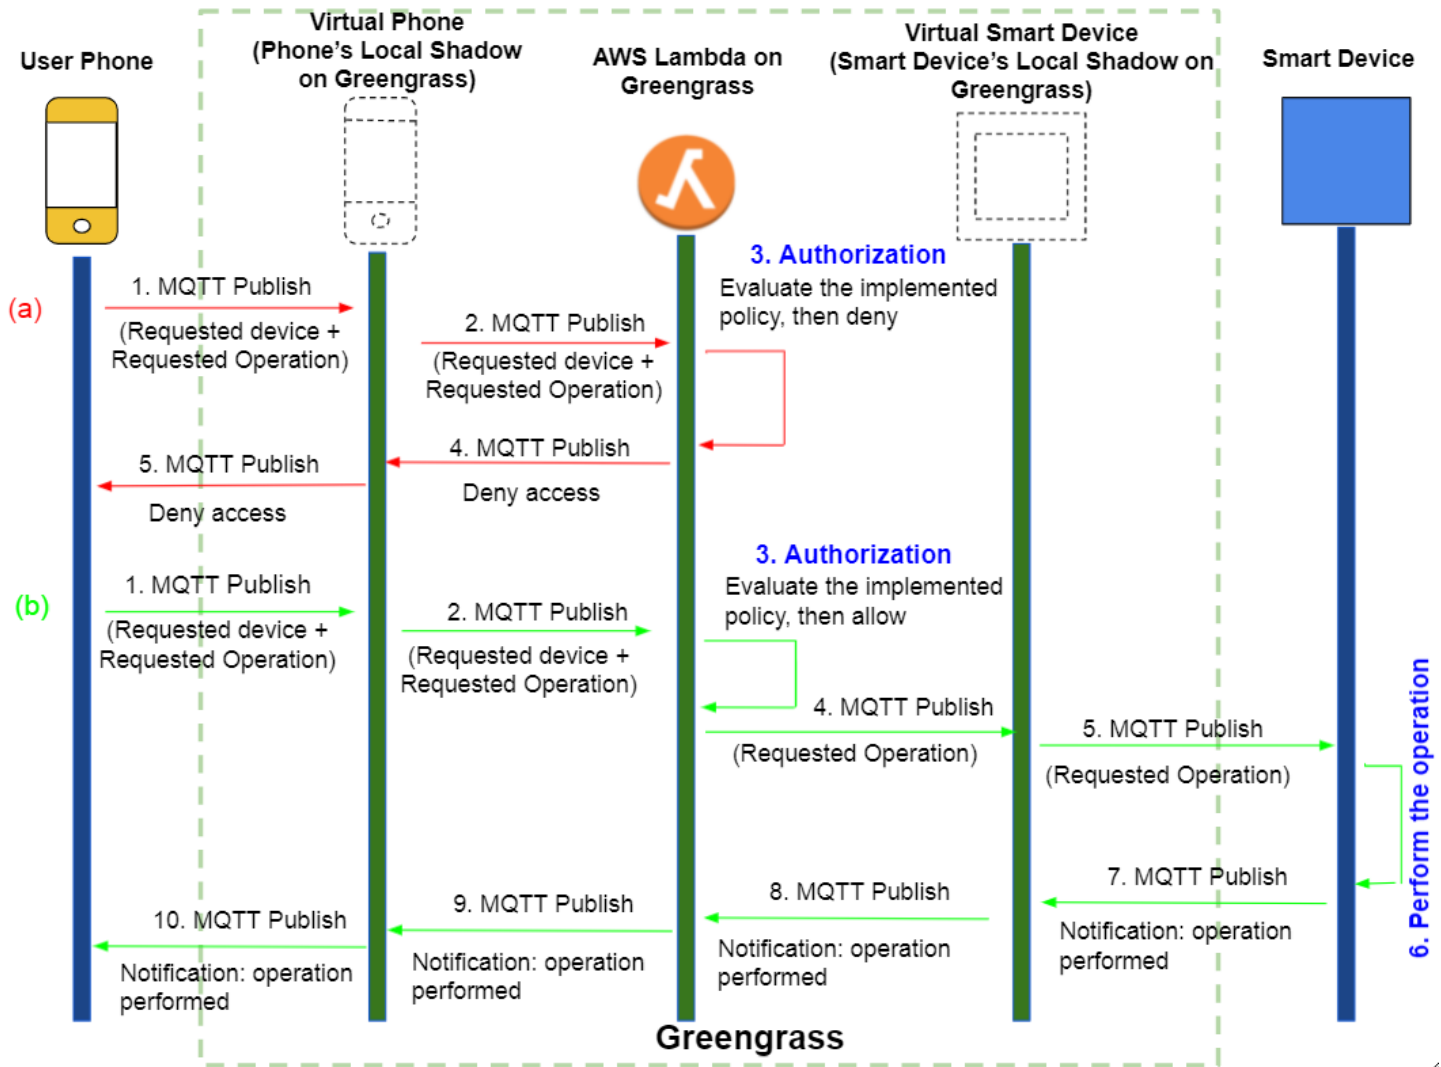 User Phone
Virtual Phone
(Phone's Local Shadow
on Greengrass)
AWS Lambda on
Greengrass
Virtual Smart Device
(Smart Device's Local Shadow on
Greengrass)
Smart Device
(a)
1. MQTT Publish
(Requested device +
Requested Operation)
2. MQTT Publish
(Requested device +
Requested Operation)
3. Authorization
Evaluate the implemented
policy, then deny
4. MQTT Publish
Deny access
5. MQTT Publish
Deny access
(b)
1. MQTT Publish
(Requested device +
Requested Operation)
2. MQTT Publish
(Requested device +
Requested Operation)
3. Authorization
Evaluate the implemented
policy, then allow
4. MQTT Publish
(Requested Operation)
5. MQTT Publish
(Requested Operation)
6. Perform the operation
7. MQTT Publish
Notification: operation
performed
8. MQTT Publish
Notification: operation
performed
9. MQTT Publish
Notification: operation
performed
10. MQTT Publish
Notification: operation
performed
Greengrass